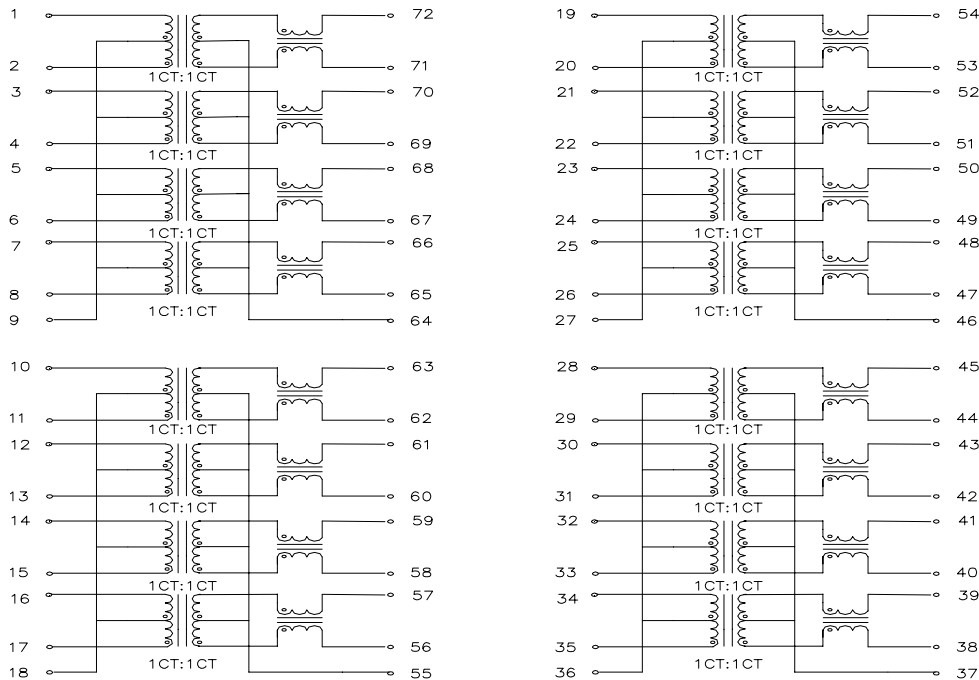 1 72 19 54
2 71 20 53
1CT:1CT 1CT:1CT
3 70 21 52
4 69 22 51
1CT:1CT 1CT:1CT
5 68 23 50
6 67 24 49
1CT:1CT 1CT:1CT
7 66 25 48
8 65 26 47
1CT:1CT 1CT:1CT
9 64 27 46
10 63 28 45
11 62 29 44
1CT:1CT 1CT:1CT
12 61 30 43
13 60 31 42
1CT:1CT 1CT:1CT
14 59 32 41
15 58 33 40
1CT:1CT 1CT:1CT
16 57 34 39
17 56 35 38
1CT:1CT 1CT:1CT
18 55 36 37